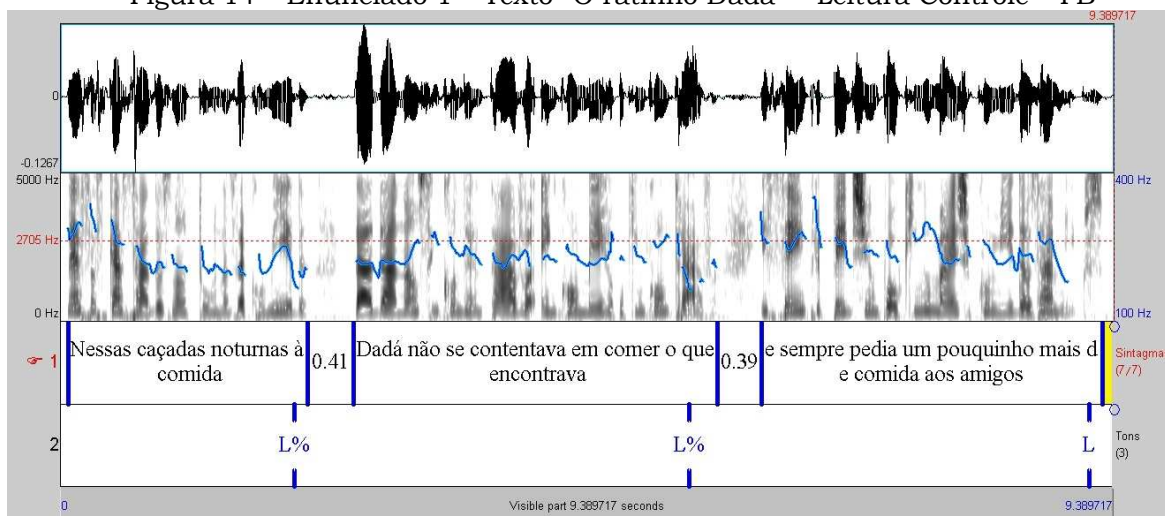 9.389717
0
-0.1267
5000 Hz
400 Hz
2705 Hz
0 Hz
100 Hz
1
Nessas caçadas noturnas à
comida
0.41
Dadá não se contentava em comer o que
encontrava
0.39
e sempre pedia um pouquinho mais d
e comida aos amigos
Sintagma
(7/7)
2
L%
L%
L
Tons
(3)
0
Visible part 9.389717 seconds
9.389717